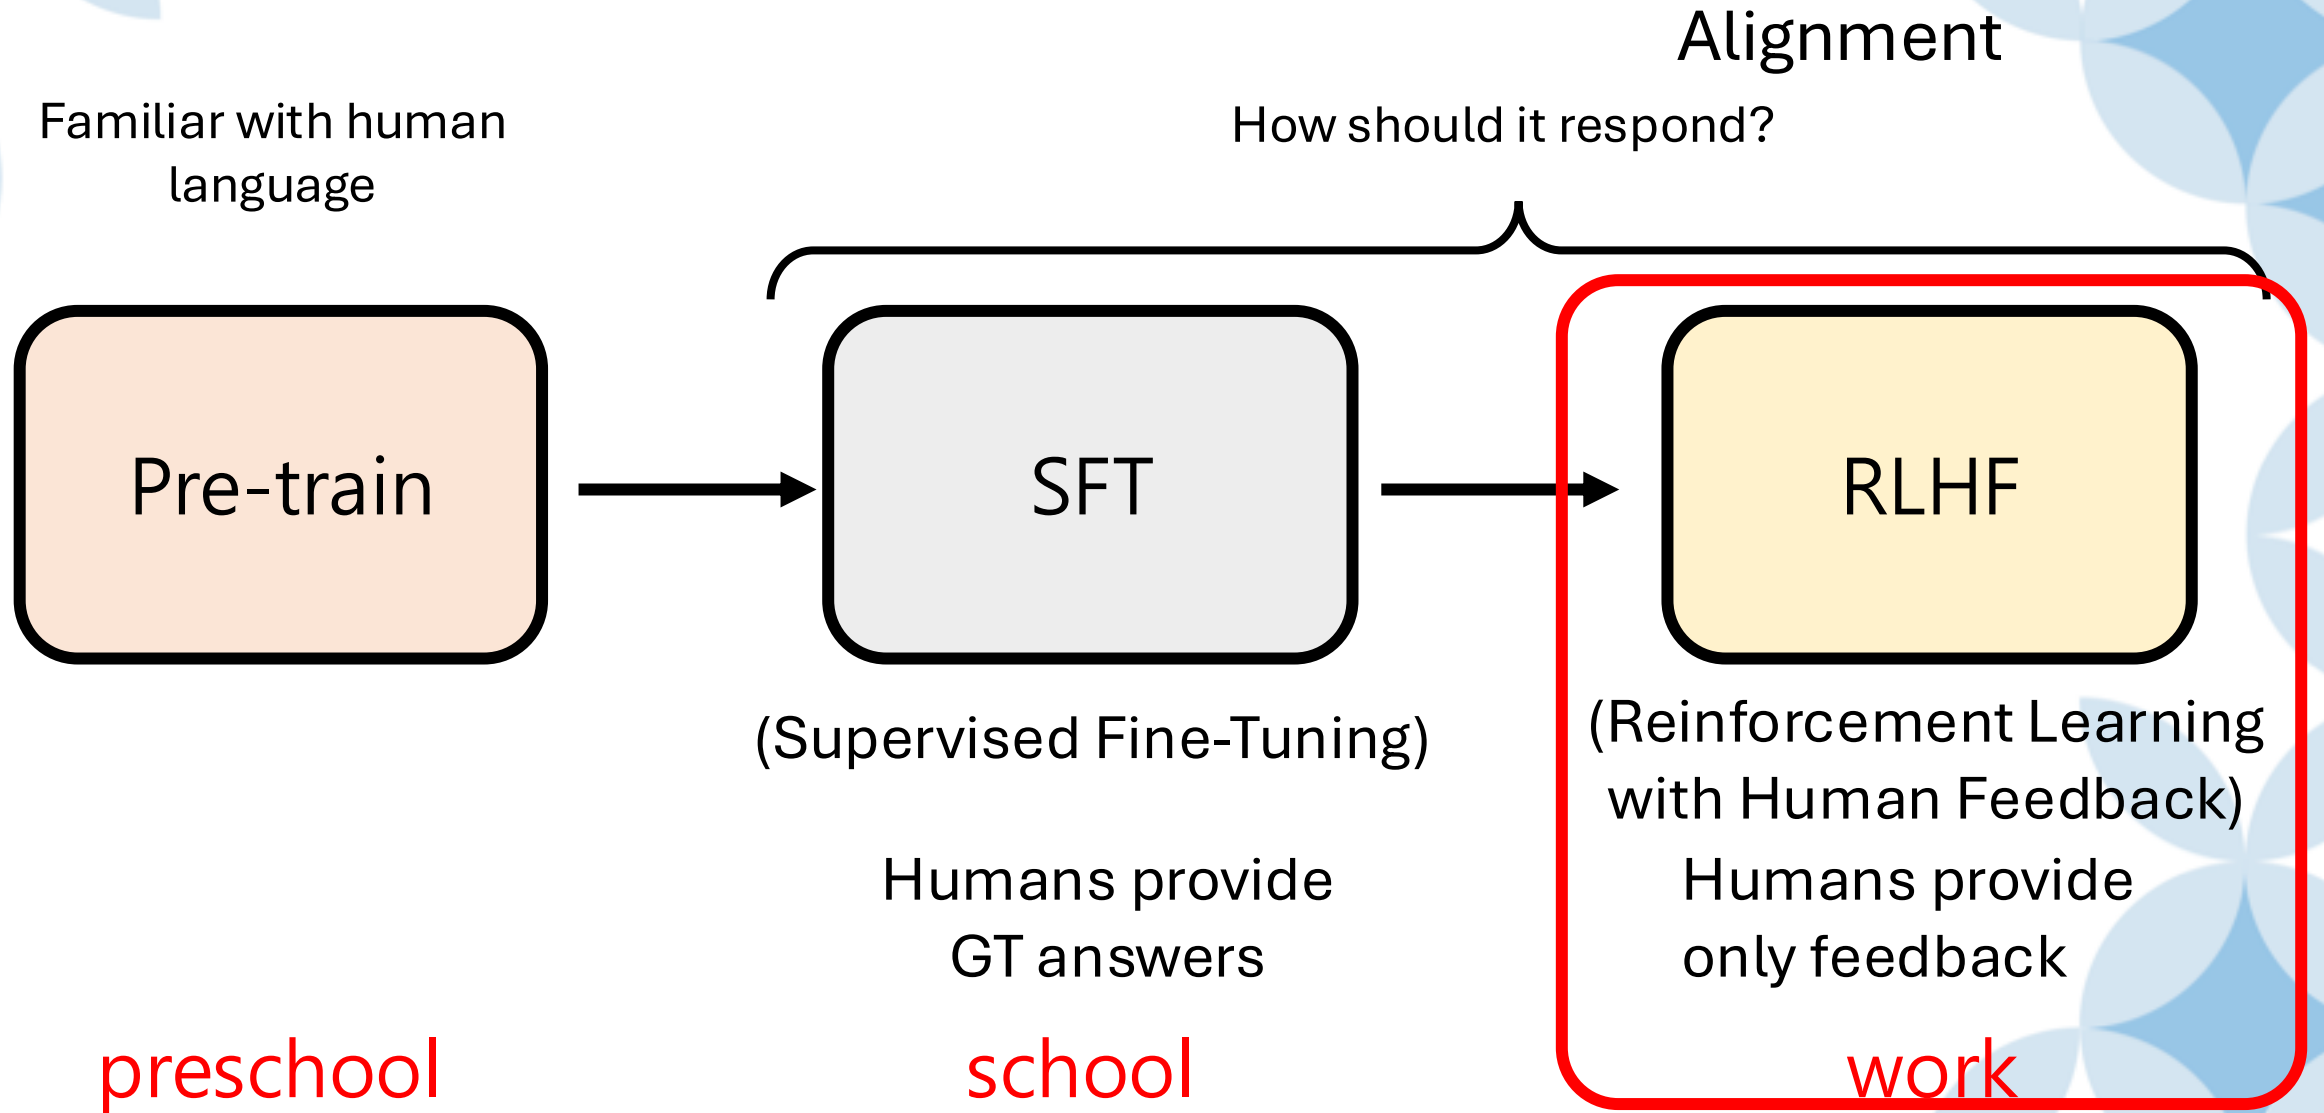 Alignment
Familiar with human
language
How should it respond?
Pre-train
SFT
RLHF
(Supervised Fine-Tuning)
(Reinforcement Learning
with Human Feedback)
Humans provide
GT answers
Humans provide
only feedback
preschool
school
work